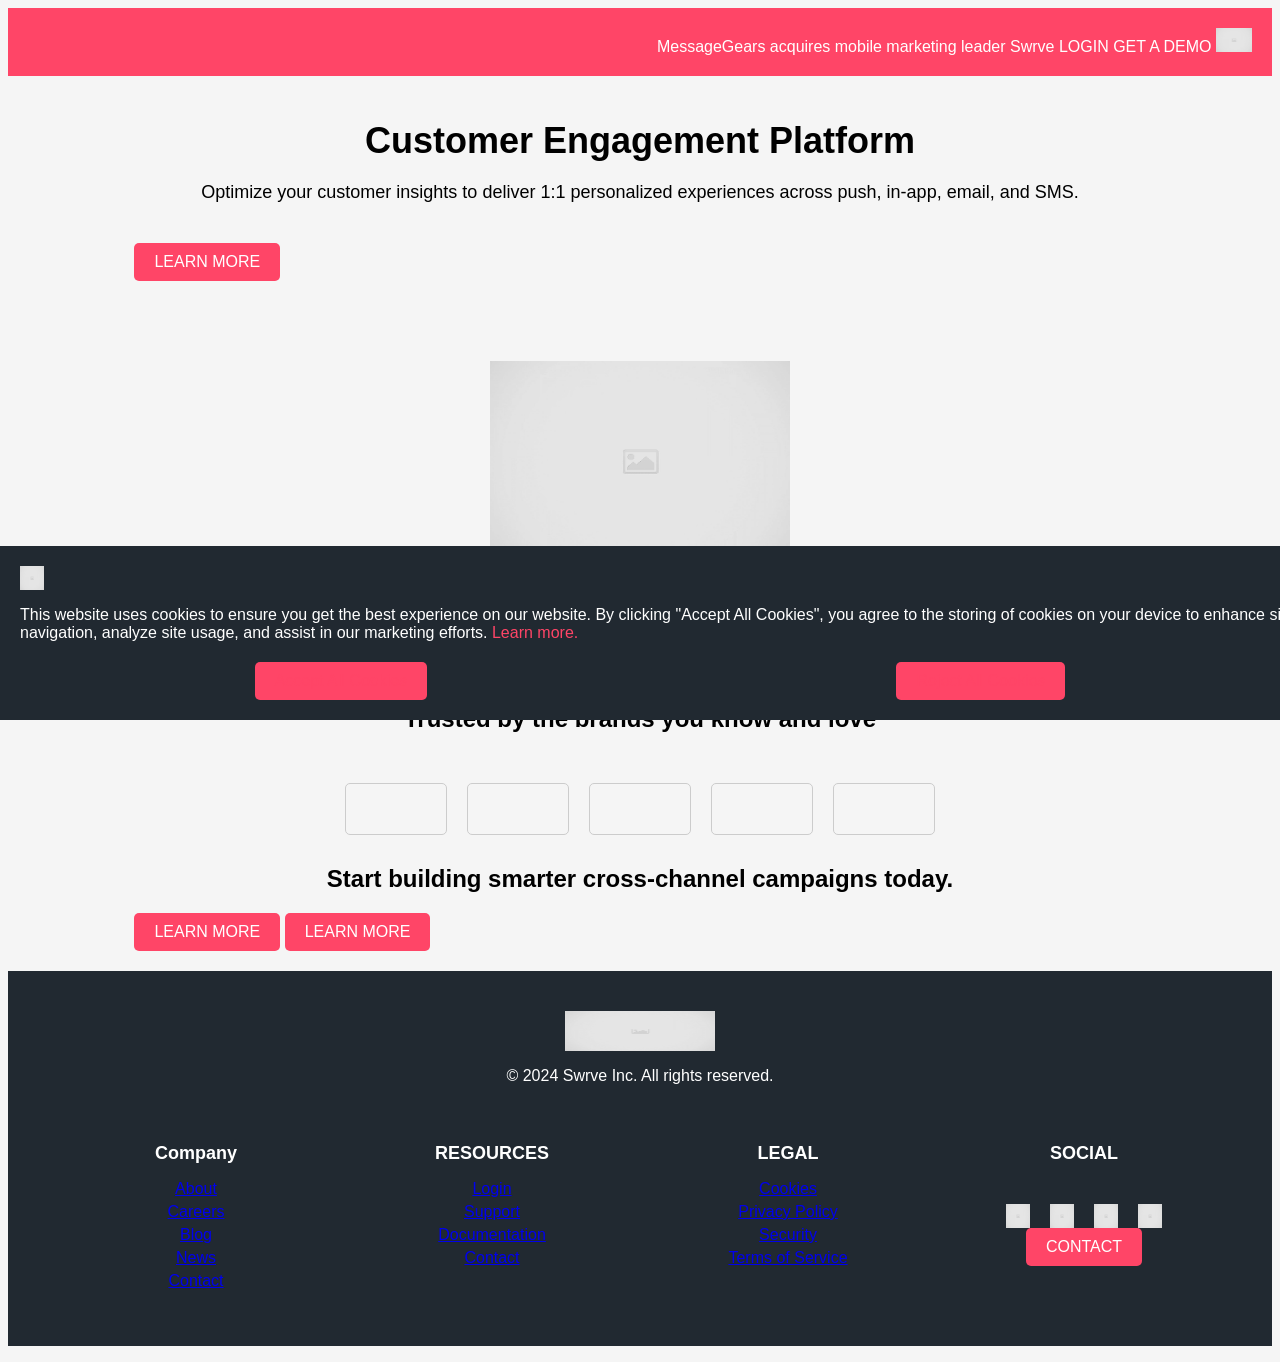 MessageGears acquires mobile marketing leader Swrve LOGIN GET A DEMO
Customer Engagement Platform
Optimize your customer insights to deliver 1:1 personalized experiences across push, in-app, email, and SMS.
LEARN MORE
This website uses cookies to ensure you get the best experience on our website. By clicking "Accept All Cookies", you agree to the storing of cookies on your device to enhance
navigation, analyze site usage, and assist in our marketing efforts. Learn more.
Trusted by the brands you know and love
Start building smarter cross-channel campaigns today.
LEARN MORE LEARN MORE
© 2024 Swrve Inc. All rights reserved.
Company
About
Careers
Blog
News
Contact
RESOURCES
Login
Support
Documentation
Contact
LEGAL
Cookies
Privacy Policy
Security
Terms of Service
SOCIAL
CONTACT